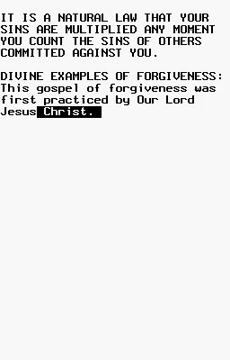 IT IS A NATURAL LAW THAT YOUR
SINS ARE MULTIPLIED ANY MOMENT
YOU COUNT THE SINS OF OTHERS
COMMITTED AGAINST YOU.
DIVINE EXAMPLES OF FORGIVENESS:
This gospel of forgiveness was
first practiced by Our Lord
Jesus Christ.